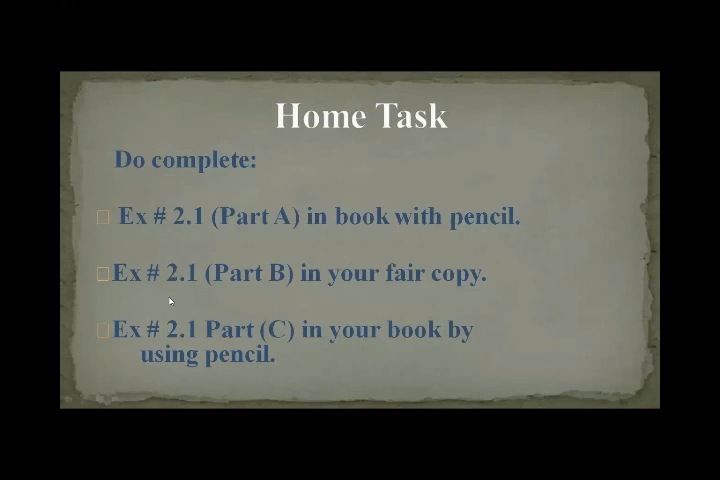 Home Task
Do complete:
Ex # 2.1 (Part A) in book with pencil.
Ex # 2.1 (Part B) in your fair copy.
Ex # 2.1 Part (C) in your book by
using pencil.